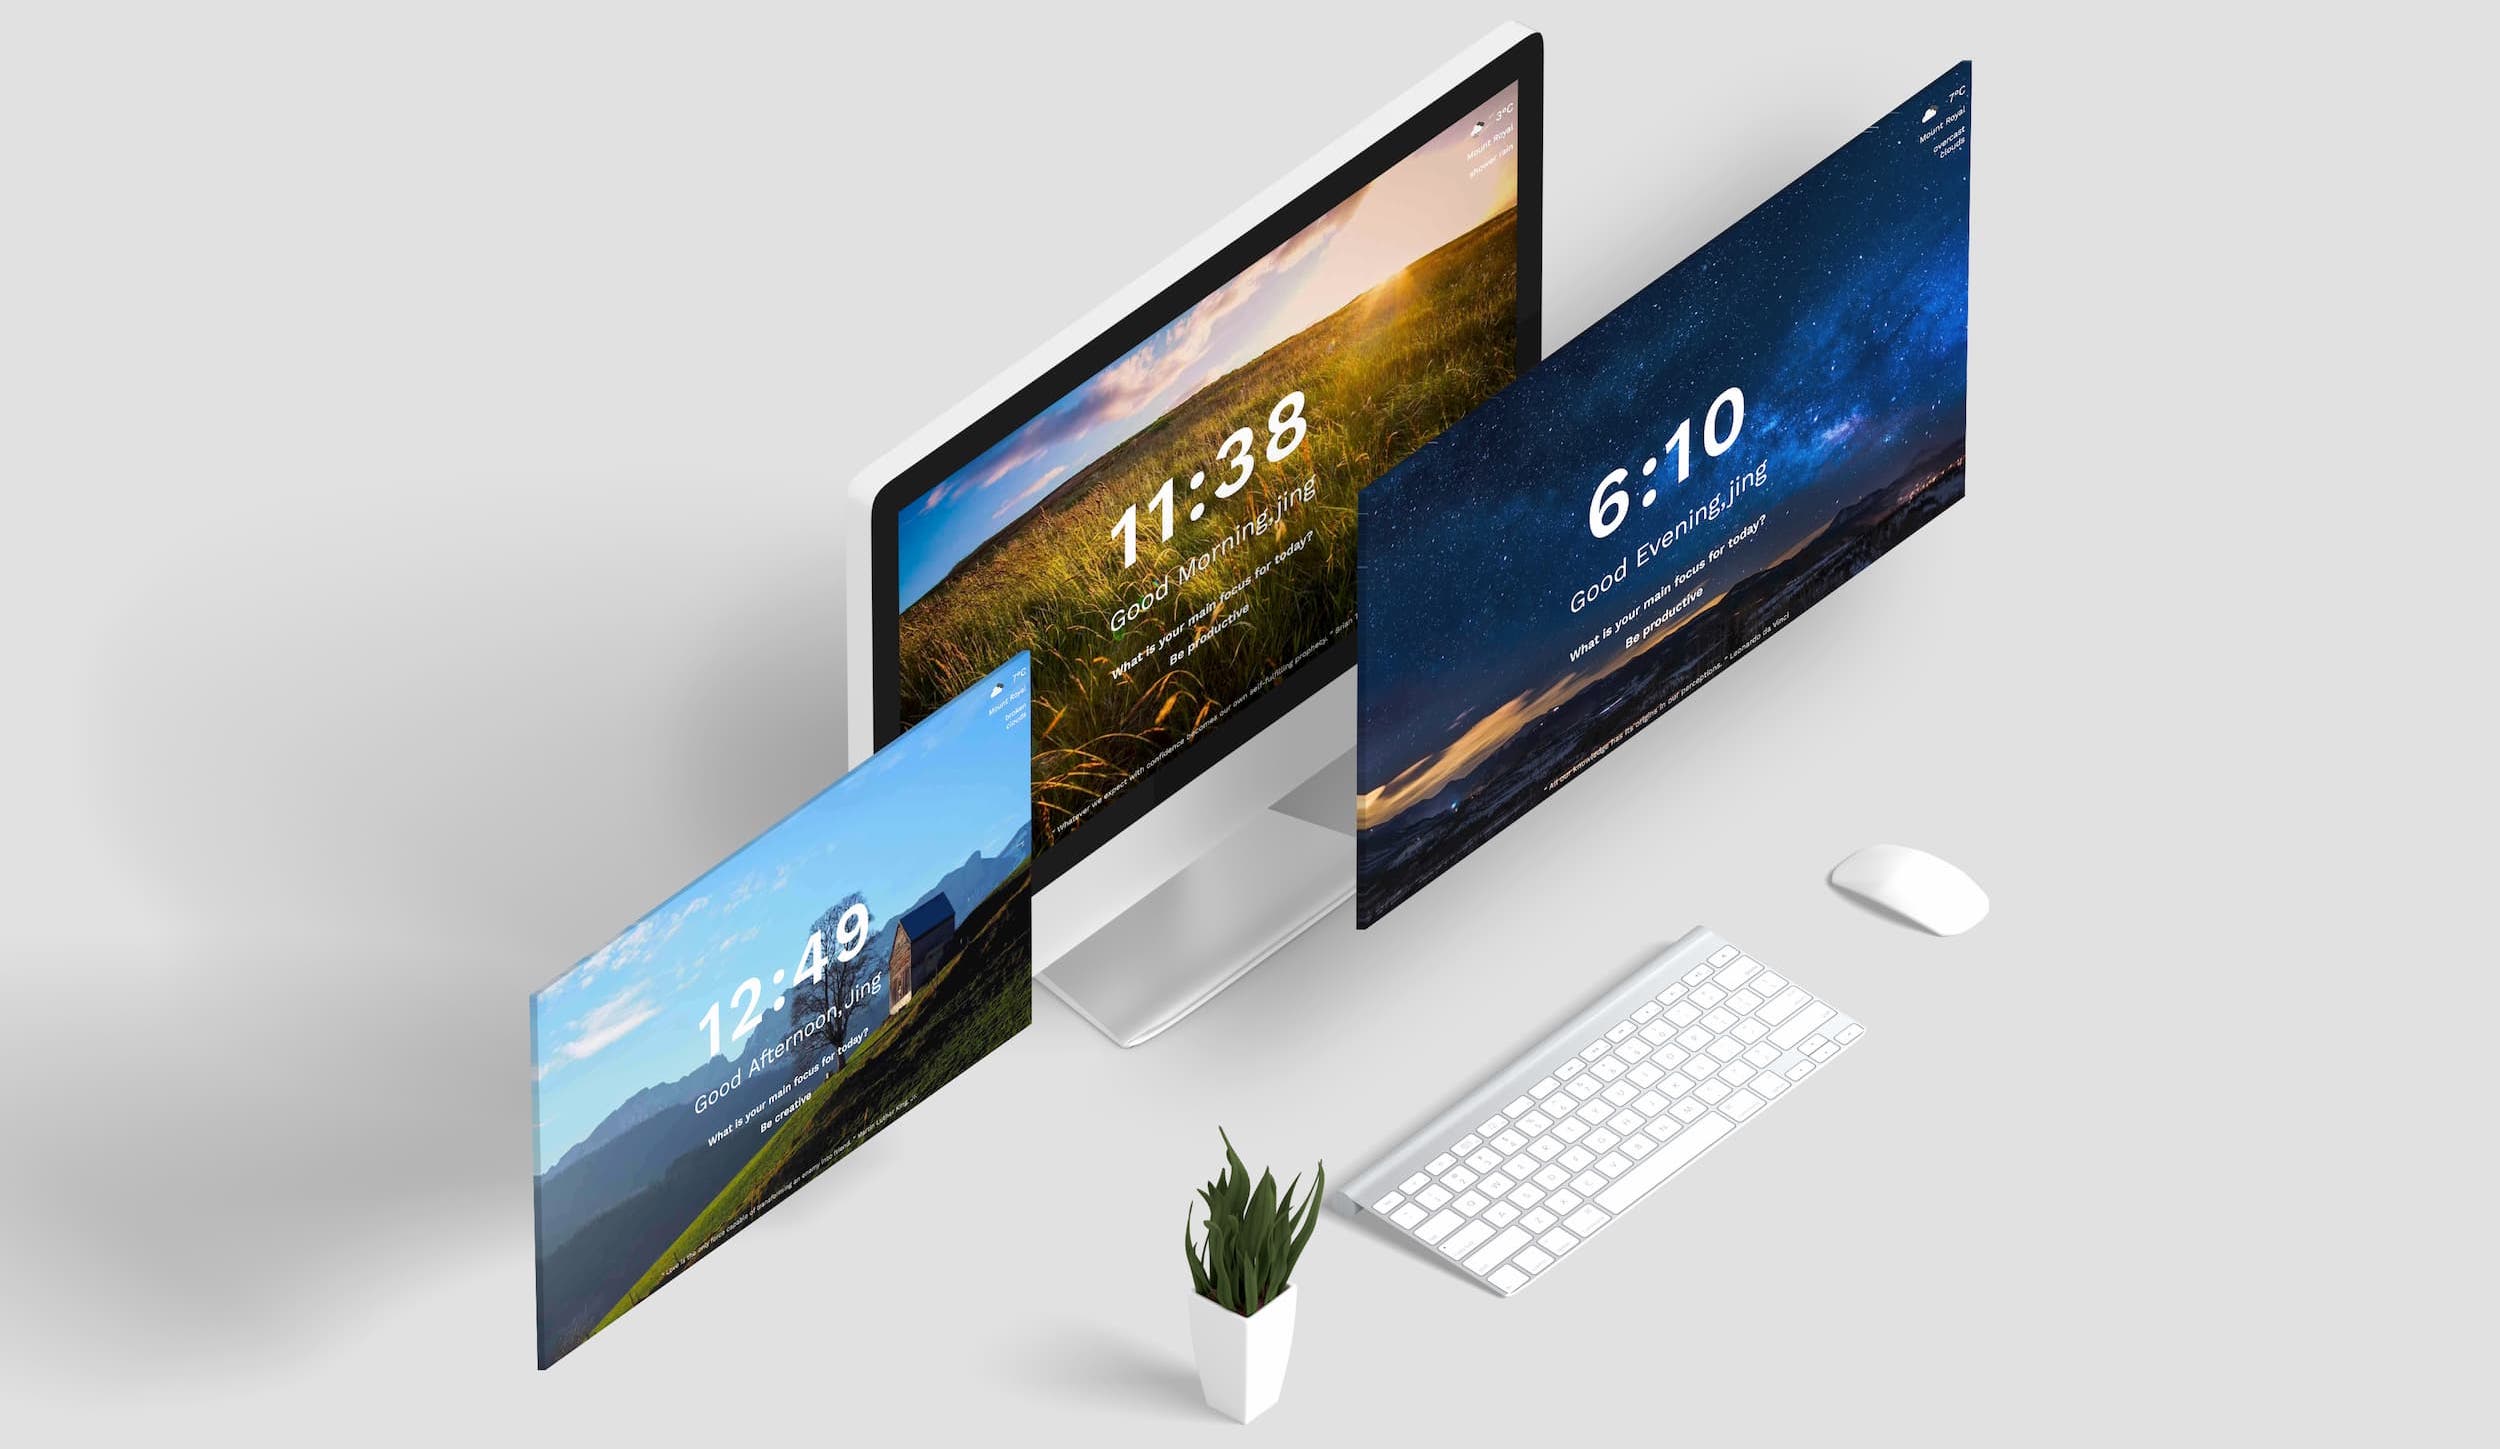 3°C
Mount Royal
shower rain
11:38
Good Morning,jing
What is your main focus for today?
Be productive
" Whatever we expect with confidence becomes our own self-fulfilling prophecy. " Brian T
7°C
Mount Royal
overcast
clouds
6:10
Good Evening,jing
What is your main focus for today?
Be productive
" All our knowledge has its origins in our perceptions. " Leonardo da Vinci
7°C
Mount Royal
broken
clouds
12:49
Good Afternoon,Jing
What is your main focus for today?
Be creative
" Love is the only force capable of transforming an enemy into friend. " Martin Luther King, Jr.